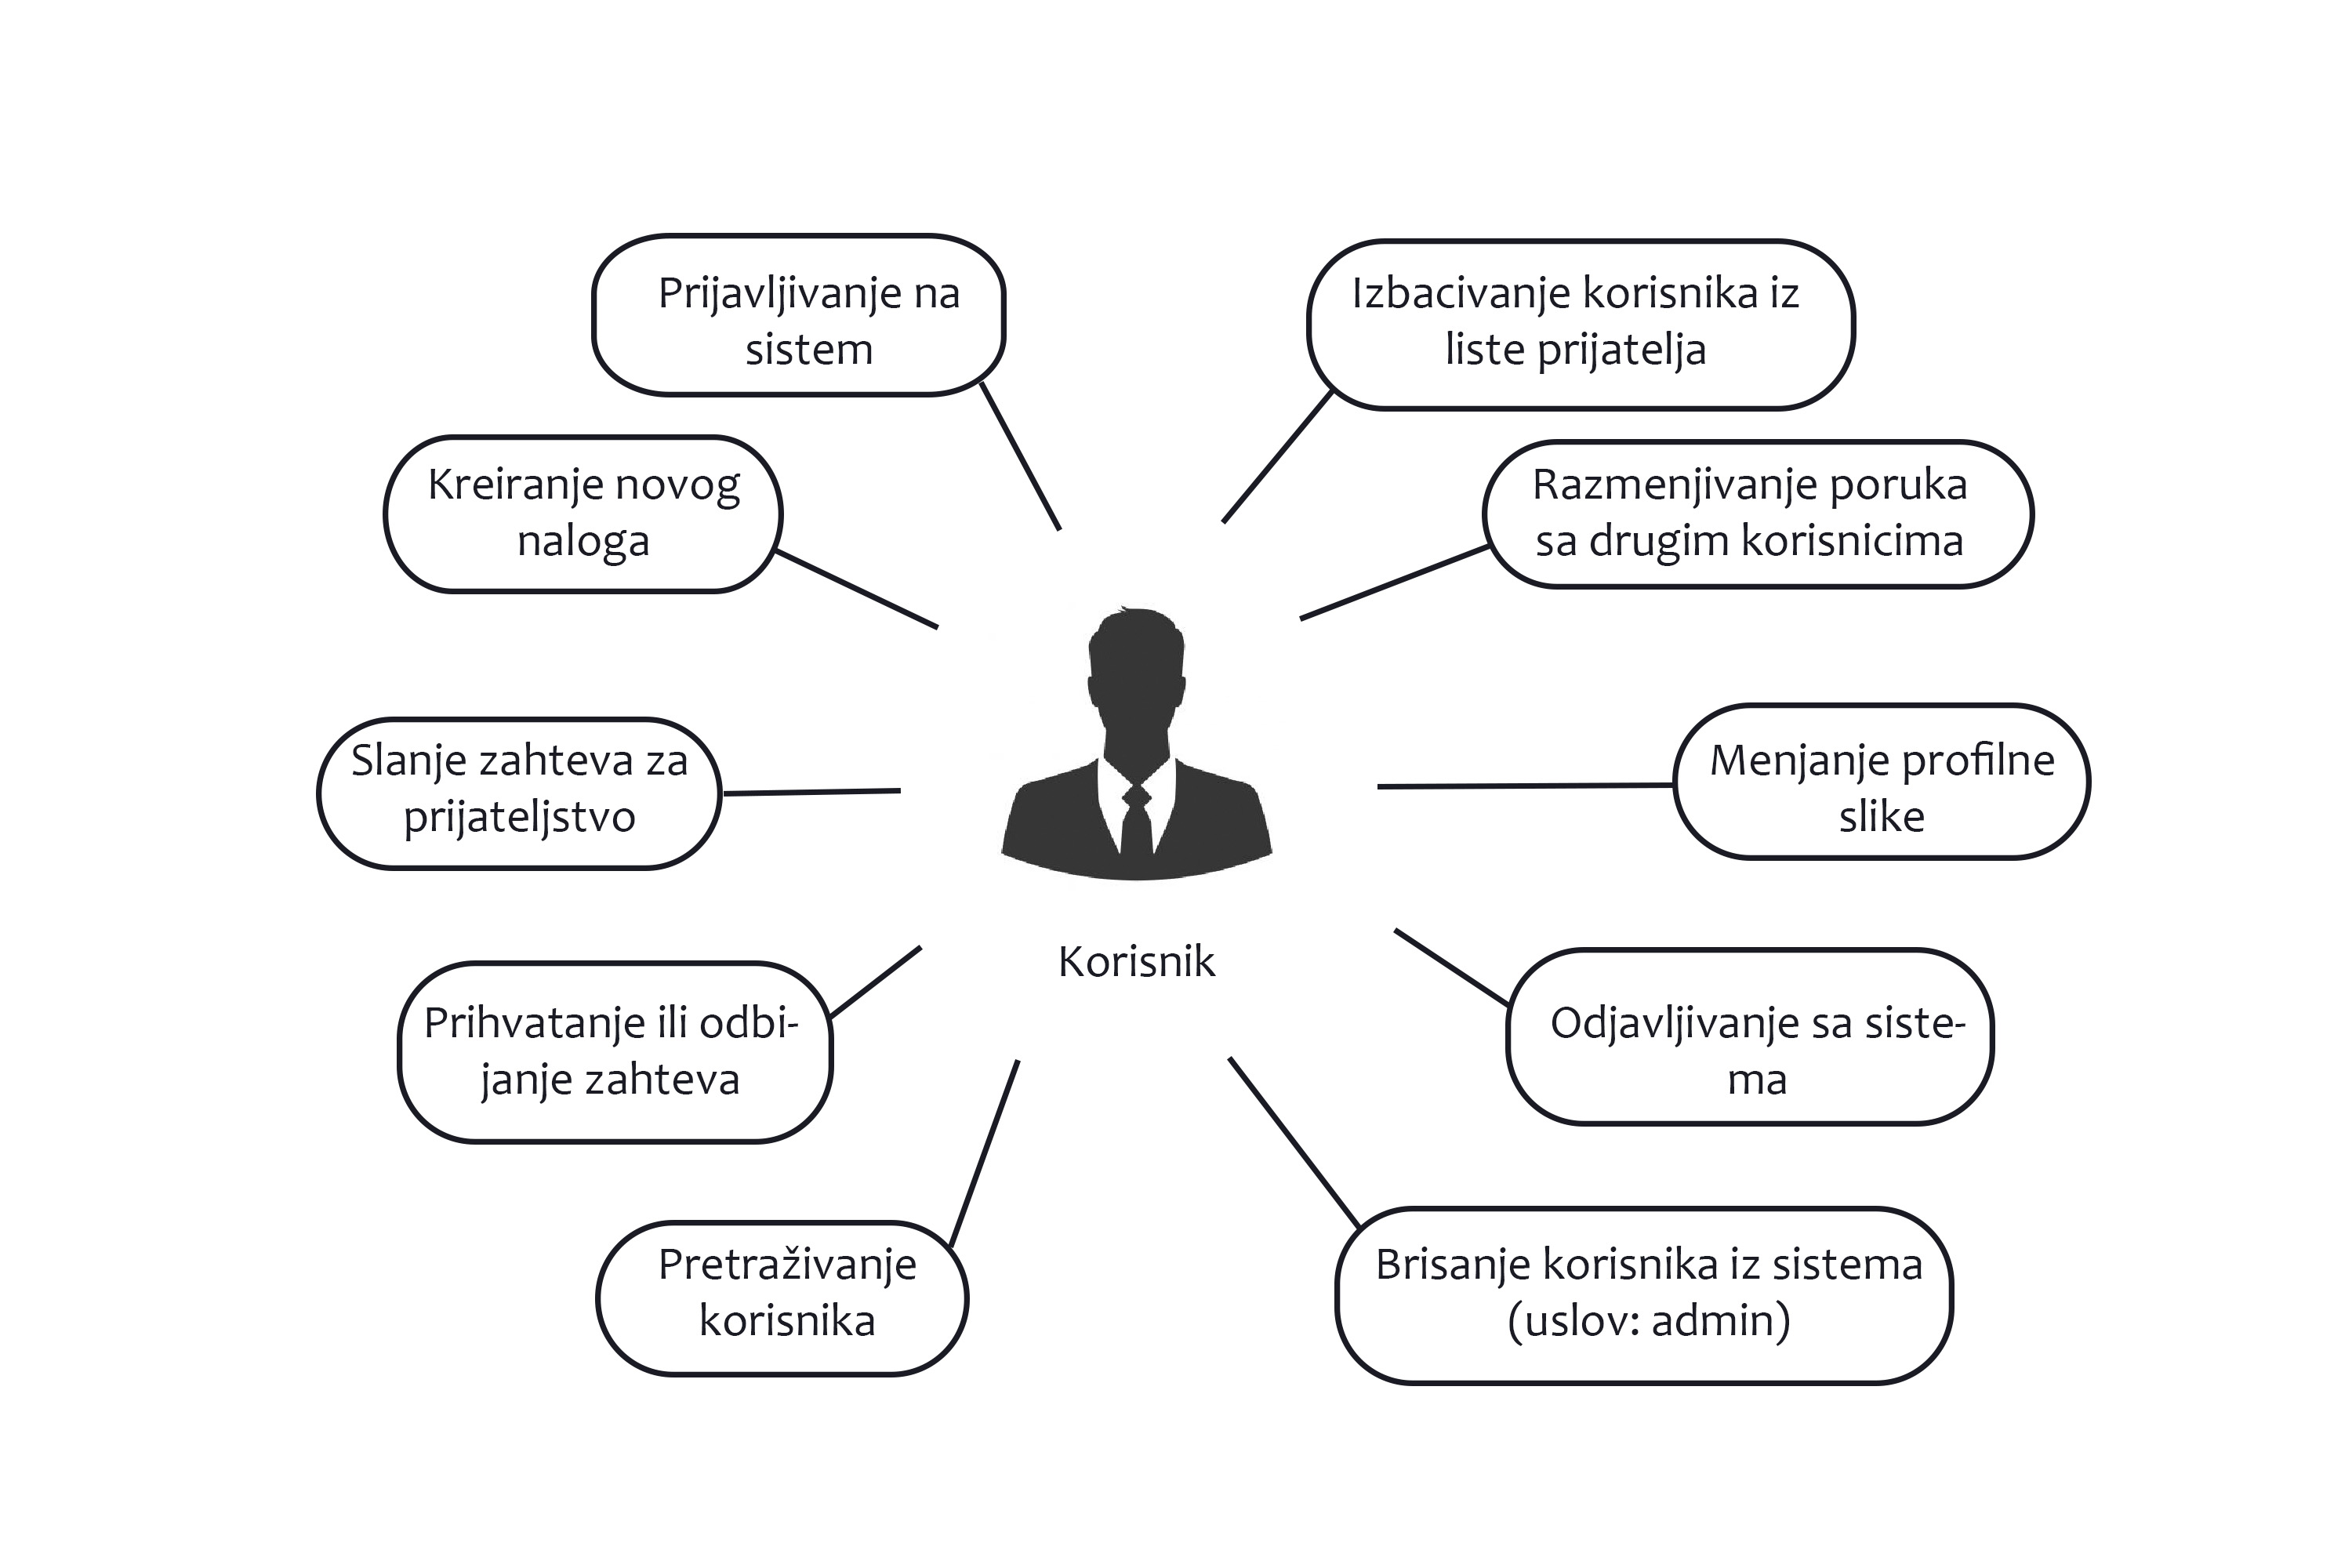 Prijavljivanje na
sistem
Izbacivanje korisnika iz
liste prijatelja
Kreiranje novog
naloga
Razmenjivanje poruka
sa drugim korisnicima
Slanje zahteva za
prijateljstvo
Menjanje profilne
slike
Korisnik
Prihvatanje ili odbi-
janje zahteva
Odjavljivanje sa siste-
ma
Pretraživanje
korisnika
Brisanje korisnika iz sistema
(uslov: admin)